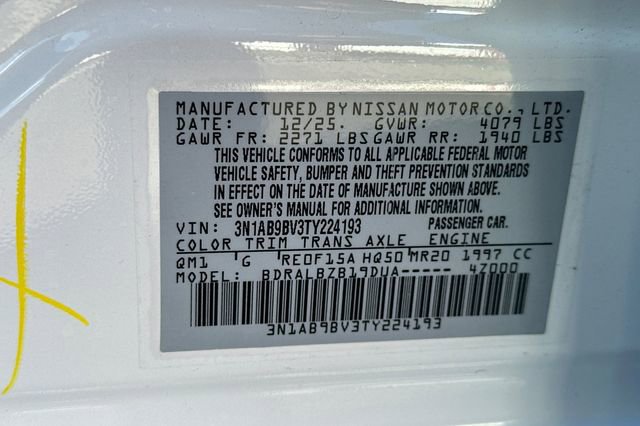 MANUFACTURED BY NISSAN MOTOR CO., LTD.
DATE: 12/25. GVWR: 4079 LBS
GAWR FR: 2271 LBS GAWR RR: 1940 LBS
THIS VEHICLE CONFORMS TO ALL APPLICABLE FEDERAL MOTOR
VEHICLE SAFETY, BUMPER AND THEFT PREVENTION STANDARDS
IN EFFECT ON THE DATE OF MANUFACTURE SHOWN ABOVE.
SEE OWNER'S MANUAL FOR ADDITIONAL INFORMATION.
VIN: 3N1AB9BV3TY224193 PASSENGER CAR.
COLOR TRIM TRANS AXLE ENGINE
QM1 G RE0F15A HQ50 MR20 1997 CC
MODEL: BDRALBZB19DUA----- 4Z000
3N1AB9BV3TY224193